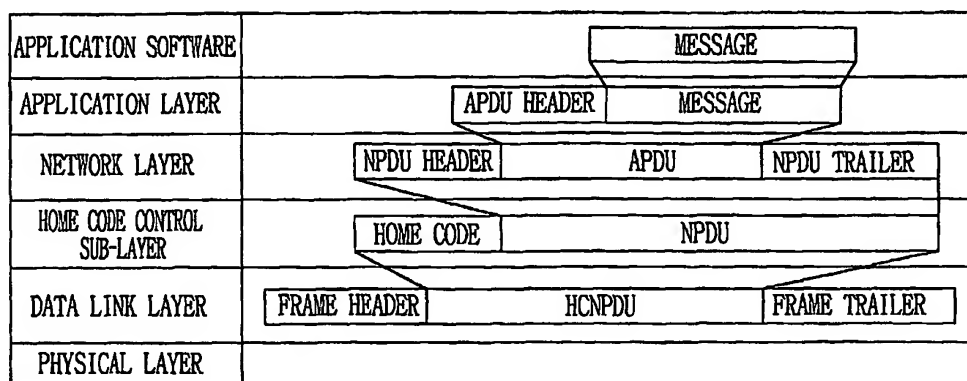 APPLICATION SOFTWARE
MESSAGE
APPLICATION LAYER
APDU HEADER
MESSAGE
NETWORK LAYER
NPDU HEADER
APDU
NPDU TRAILER
HOME CODE CONTROL
SUB-LAYER
HOME CODE
NPDU
DATA LINK LAYER
FRAME HEADER
HCNPDU
FRAME TRAILER
PHYSICAL LAYER